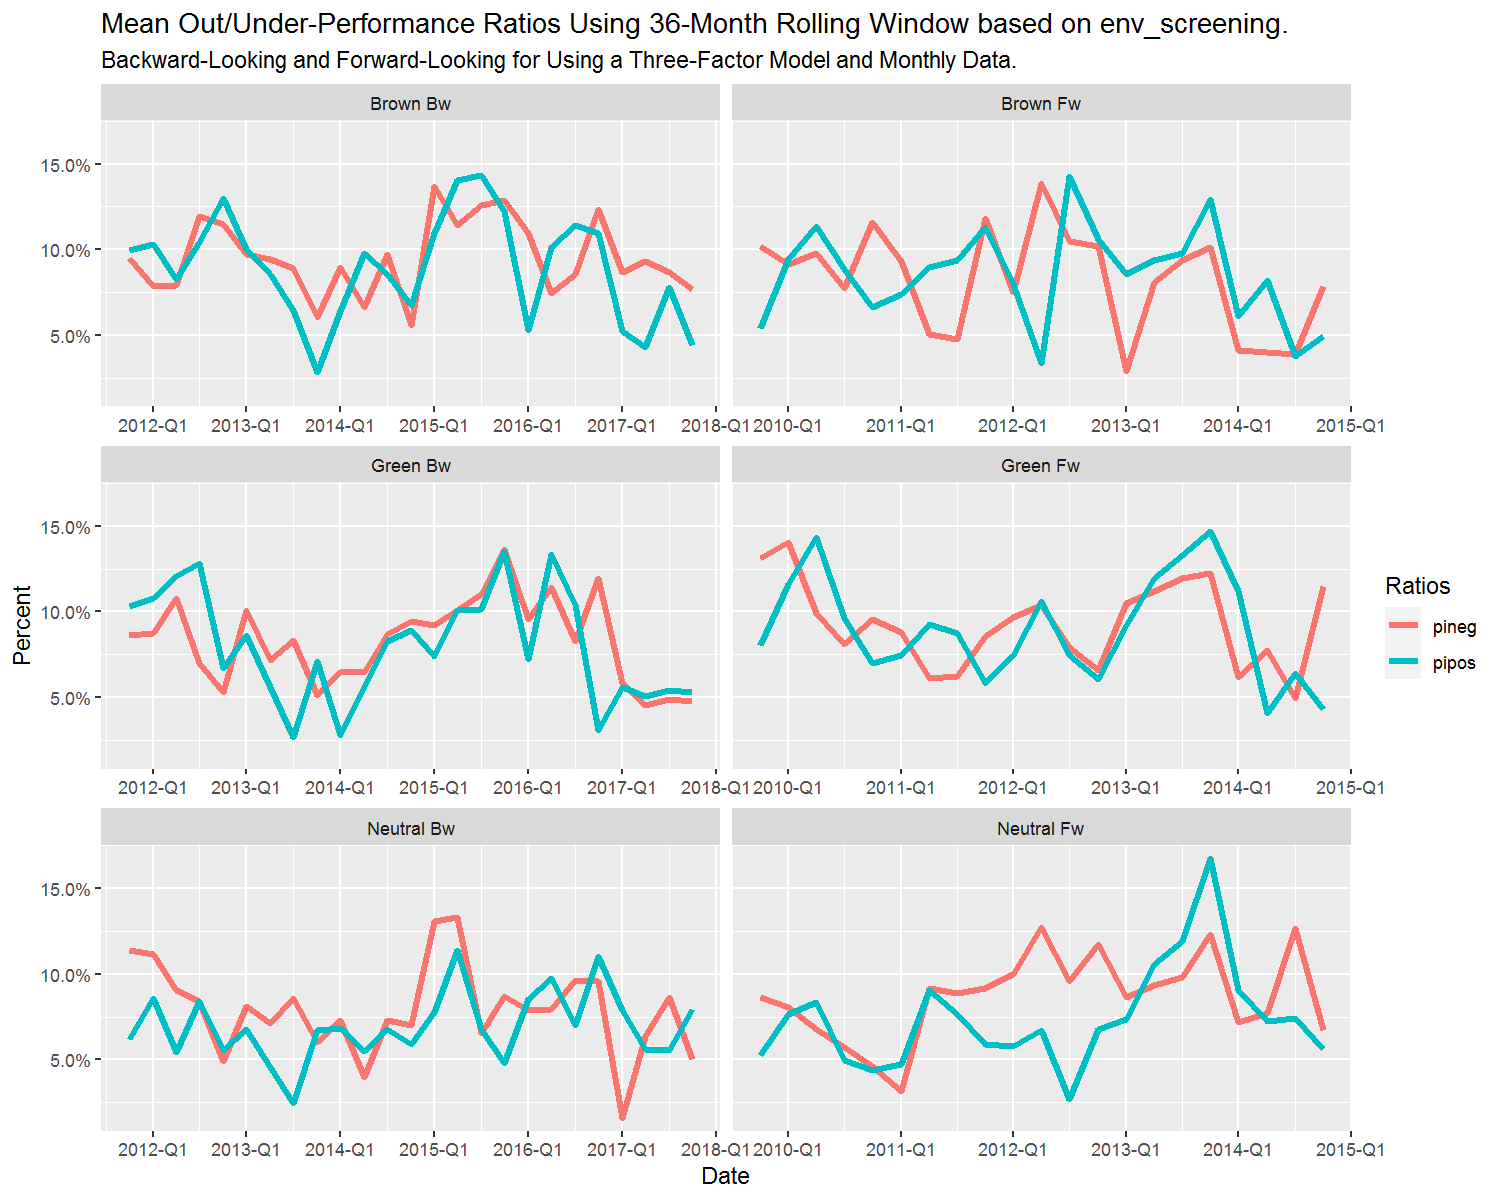 Mean Out/Under-Performance Ratios Using 36-Month Rolling Window based on env_screening.
Backward-Looking and Forward-Looking for Using a Three-Factor Model and Monthly Data.
Brown Bw
Brown Fw
15.0%
10.0%
5.0%
2012-Q1 2013-Q1 2014-Q1 2015-Q1 2016-Q1 2017-Q1 2018-Q1
2010-Q1 2011-Q1 2012-Q1 2013-Q1 2014-Q1 2015-Q1
Green Bw
Green Fw
15.0%
10.0%
5.0%
2012-Q1 2013-Q1 2014-Q1 2015-Q1 2016-Q1 2017-Q1 2018-Q1
2010-Q1 2011-Q1 2012-Q1 2013-Q1 2014-Q1 2015-Q1
Neutral Bw
Neutral Fw
15.0%
10.0%
5.0%
2012-Q1 2013-Q1 2014-Q1 2015-Q1 2016-Q1 2017-Q1 2018-Q1
2010-Q1 2011-Q1 2012-Q1 2013-Q1 2014-Q1 2015-Q1
Percent
Date
Ratios
pineg
pipos